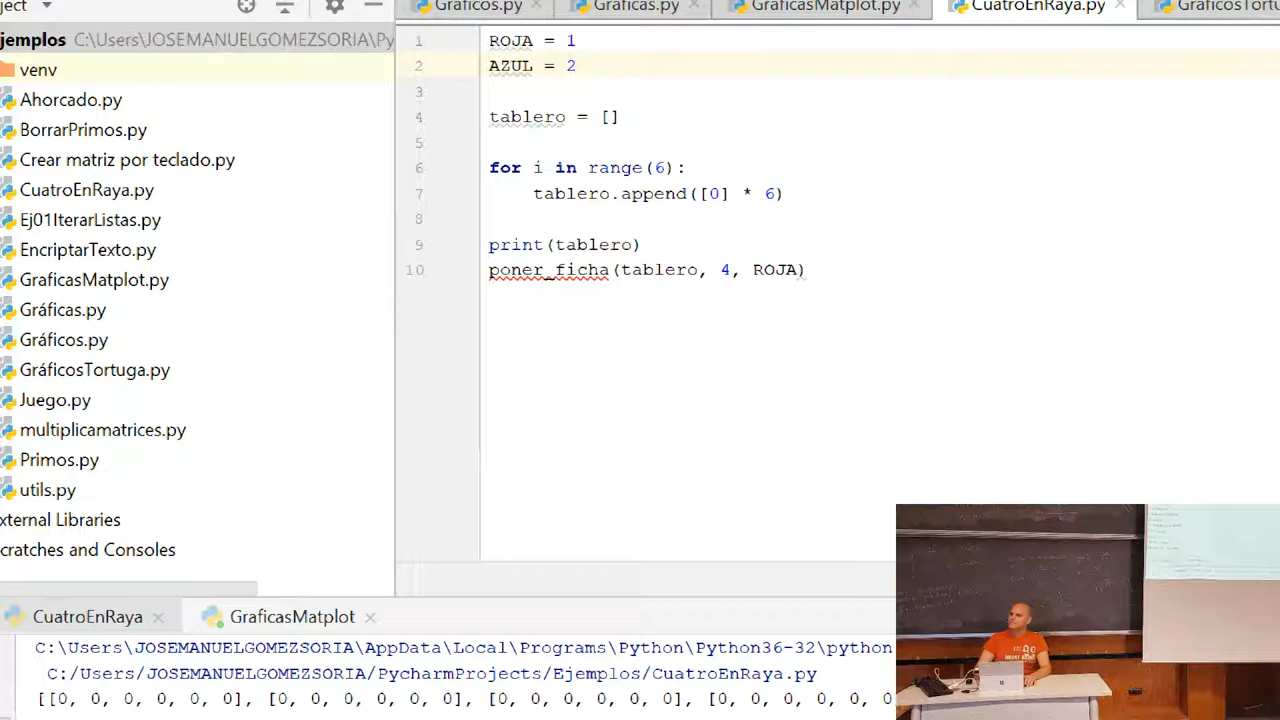 ject
Gráficos.py
Gráficas.py
GraficasMatplot.py
CuatroEnRaya.py
GráficosTortu
jemplos C:\Users\JOSEMANUELGOMEZSORIA\Py
venv
Ahorcado.py
BorrarPrimos.py
Crear matriz por teclado.py
CuatroEnRaya.py
Ej01IterarListas.py
EncriptarTexto.py
GraficasMatplot.py
Gráficas.py
Gráficos.py
GráficosTortuga.py
Juego.py
multiplicamatrices.py
Primos.py
utils.py
xternal Libraries
cratches and Consoles
1 ROJA = 1
2 AZUL = 2
3
4 tablero = []
5
6 for i in range(6):
7 tablero.append([0] * 6)
8
9 print(tablero)
10 poner_ficha(tablero, 4, ROJA)
CuatroEnRaya
GraficasMatplot
C:\Users\JOSEMANUELGOMEZSORIA\AppData\Local\Programs\Python\Python36-32\python
C:/Users/JOSEMANUELGOMEZSORIA/PycharmProjects/Ejemplos/CuatroEnRaya.py
[[0, 0, 0, 0, 0, 0], [0, 0, 0, 0, 0, 0], [0, 0, 0, 0, 0, 0], [0, 0, 0, 0, 0